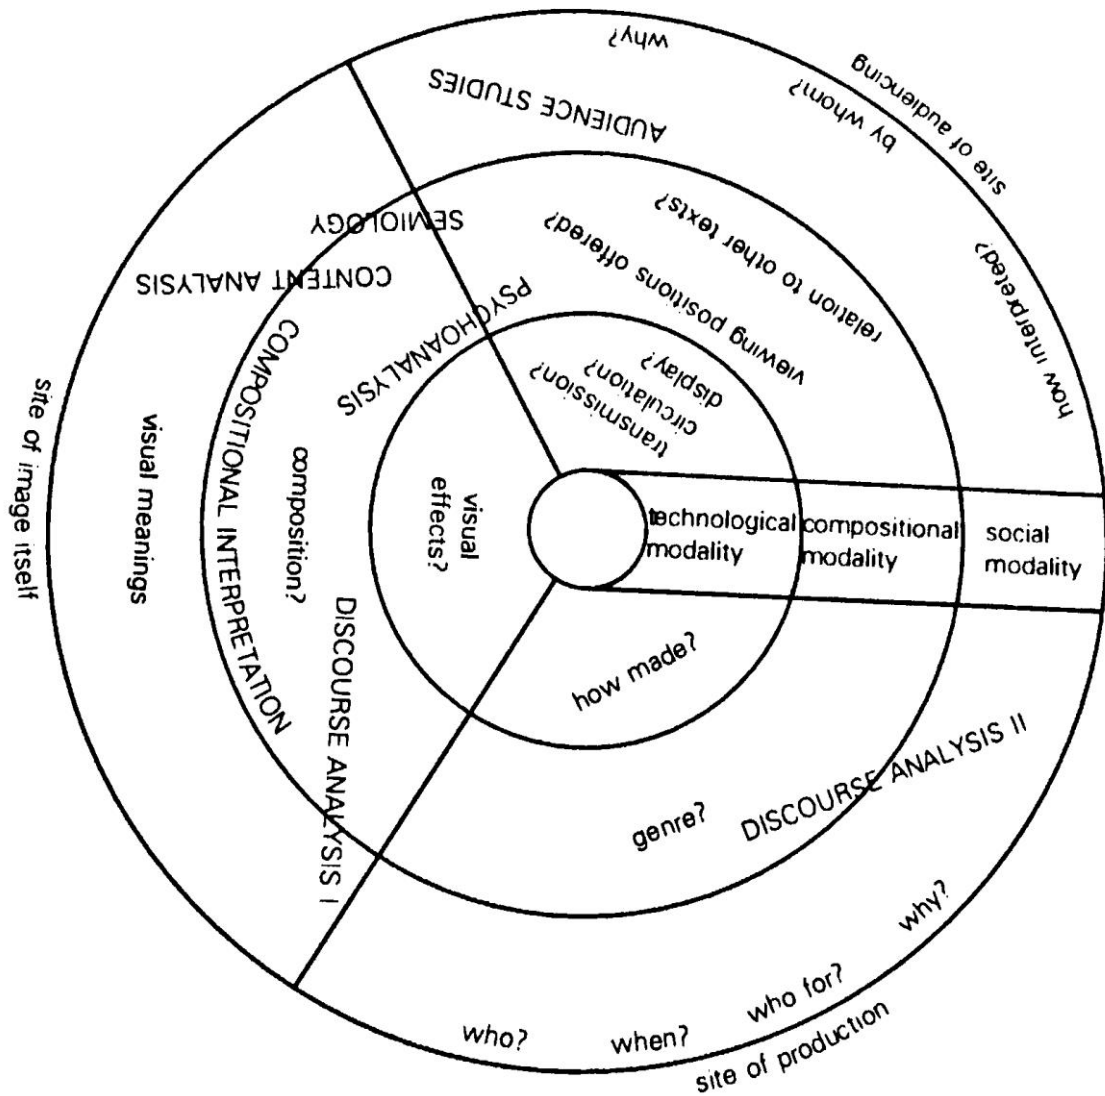 site of audiencing
why?
by whom?
how interpreted?
AUDIENCE STUDIES
relation to other texts?
viewing positions offered?
transmission?
circulation?
display?
SEMIOLOGY
CONTENT ANALYSIS
PSYCHOANALYSIS
COMPOSITIONAL INTERPRETATION
site of image itself
visual meanings
composition?
visual
effects?
DISCOURSE ANALYSIS I
technological
modality
compositional
modality
social
modality
how made?
genre?
DISCOURSE ANALYSIS II
who?
when?
who for?
why?
site of production